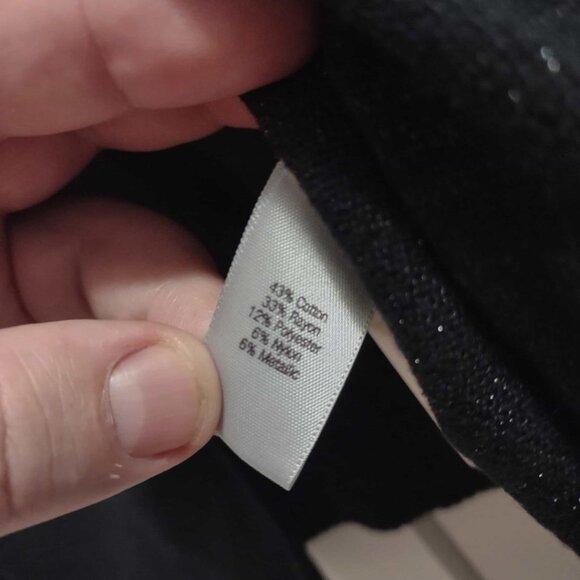 43% Cotton
33% Rayon
12% Polyester
6% Nylon
6% Metallic